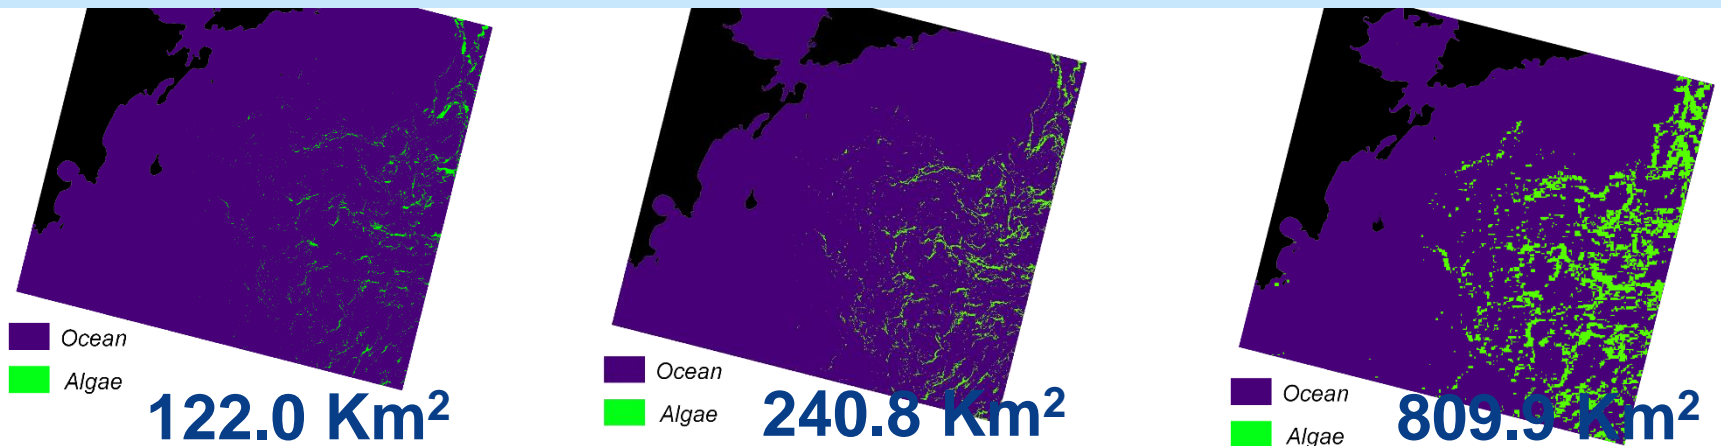 Ocean
Algae
122.0 Km²
Ocean
Algae
240.8 Km²
Ocean
Algae
809.9 Km²